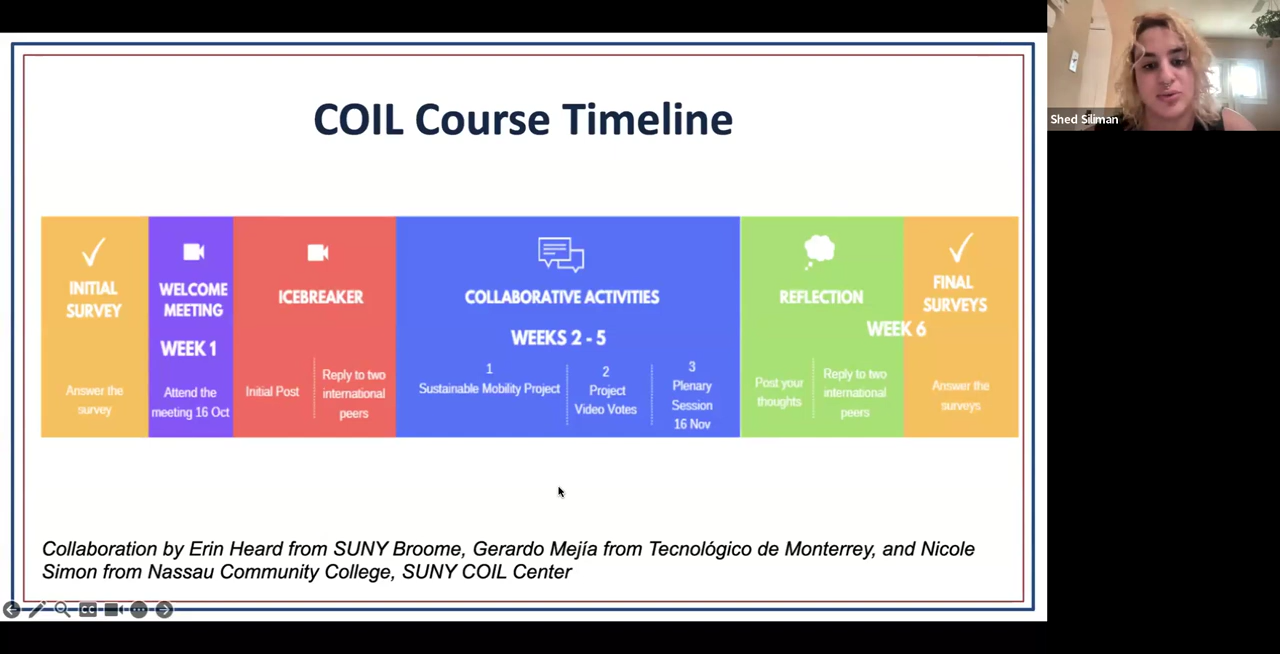 COIL Course Timeline
INITIAL
SURVEY
Answer the
survey
WELCOME
MEETING
WEEK 1
Attend the
meeting 16 Oct
ICEBREAKER
Initial Post
Reply to two
international
peers
COLLABORATIVE ACTIVITIES
WEEKS 2 - 5
1
Sustainable Mobility Project
2
Project
Video Votes
3
Plenary
Session
16 Nov
REFLECTION
Post your
thoughts
Reply to two
international
peers
WEEK 6
FINAL
SURVEYS
Answer the
surveys
Collaboration by Erin Heard from SUNY Broome, Gerardo Mejía from Tecnológico de Monterrey, and Nicole
Simon from Nassau Community College, SUNY COIL Center
CC
Shed Siliman